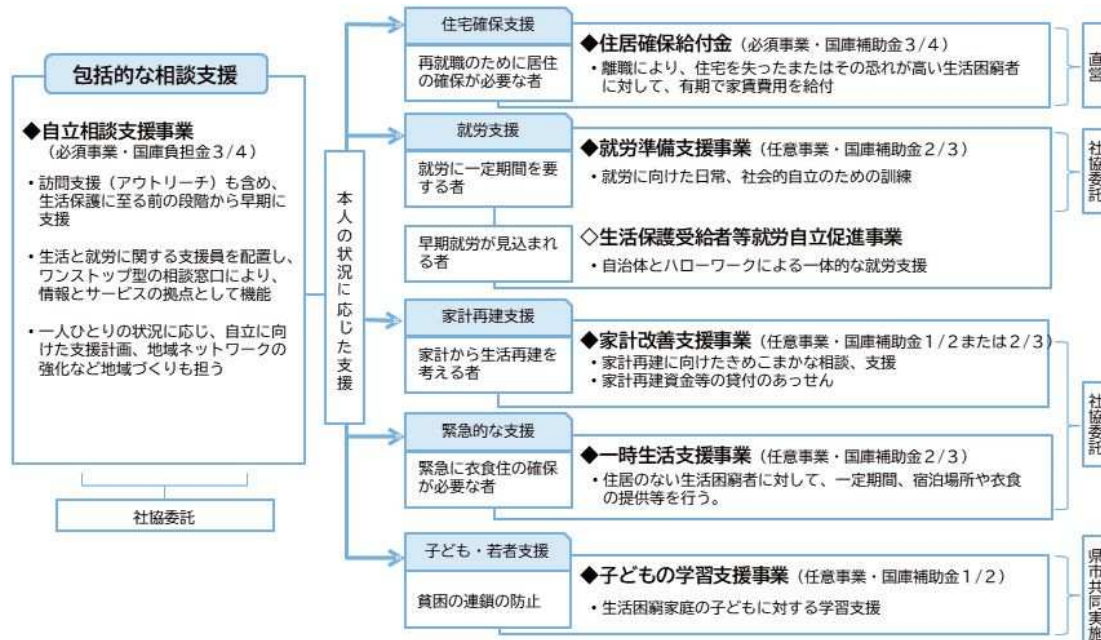 包括的な相談支援
◆自立相談支援事業
（必須事業・国庫負担金3/4）
・訪問支援（アウトリーチ）も含め、
生活保護に至る前の段階から早期に
支援
・生活と就労に関する支援員を配置し、
ワンストップ型の相談窓口により、
情報とサービスの拠点として機能
・一人ひとりの状況に応じ、自立に向
けた支援計画、地域ネットワークの
強化など地域づくりも担う
社協委託
本人の状況に応じた支援
住宅確保支援
再就職のために居住
の確保が必要な者
◆住居確保給付金（必須事業・国庫補助金3/4）
・離職により、住宅を失ったまたはその恐れが高い生活困窮者
に対して、有期で家賃費用を給付
直営
就労支援
就労に一定期間を要
する者
◆就労準備支援事業（任意事業・国庫補助金2/3）
・就労に向けた日常、社会的自立のための訓練
社協委託
早期就労が見込まれ
る者
◇生活保護受給者等就労自立促進事業
・自治体とハローワークによる一体的な就労支援
家計再建支援
家計から生活再建を
考える者
◆家計改善支援事業（任意事業・国庫補助金1/2または2/3）
・家計再建に向けたきめこまかな相談、支援
・家計再建資金等の貸付のあっせん
緊急的な支援
緊急に衣食住の確保
が必要な者
◆一時生活支援事業（任意事業・国庫補助金2/3）
・住居のない生活困窮者に対して、一定期間、宿泊場所や衣食
の提供等を行う。
社協委託
子ども・若者支援
貧困の連鎖の防止
◆子どもの学習支援事業（任意事業・国庫補助金1/2）
・生活困窮家庭の子どもに対する学習支援
県市共同実施